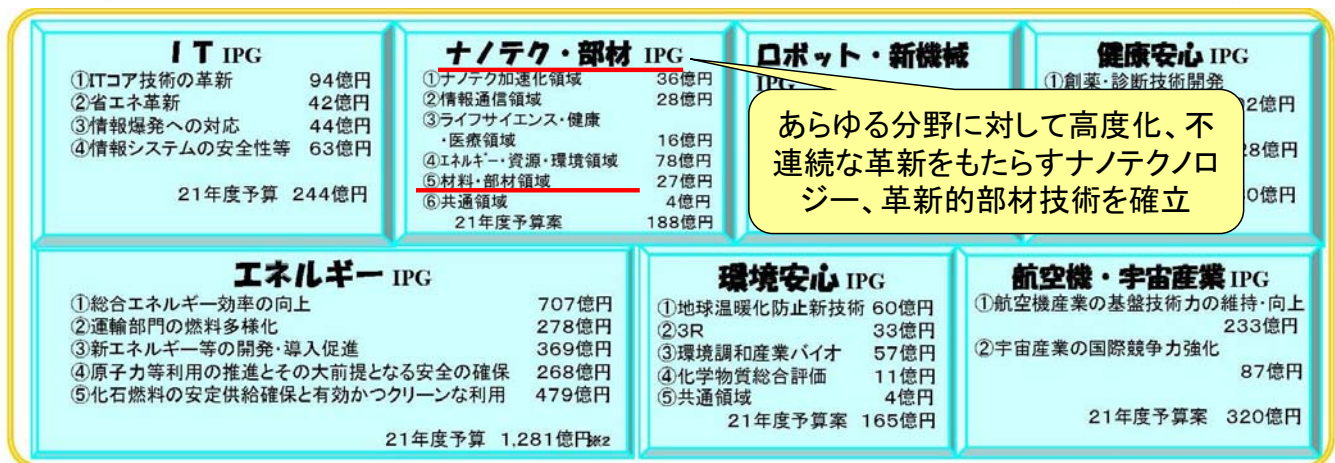 IT IPG
①ITコア技術の革新 94億円
②省エネ革新 42億円
③情報爆発への対応 44億円
④情報システムの安全性等 63億円
21年度予算 244億円
ナノテク・部材 IPG
①ナノテク加速化領域 36億円
②情報通信領域 28億円
③ライフサイエンス・健康
・医療領域 16億円
④エネルギー・資源・環境領域 78億円
⑤材料・部材領域 27億円
⑥共通領域 4億円
21年度予算案 188億円
ロボット・新機械
IPG
健康安心 IPG
①創薬・診断技術開発
2億円
8億円
0億円
あらゆる分野に対して高度化、不
連続な革新をもたらすナノテクノロ
ジー、革新的部材技術を確立
エネルギー IPG
①総合エネルギー効率の向上 707億円
②運輸部門の燃料多様化 278億円
③新エネルギー等の開発・導入促進 369億円
④原子力等利用の推進とその大前提となる安全の確保 268億円
⑤化石燃料の安定供給確保と有効かつクリーンな利用 479億円
21年度予算 1,281億円※2
環境安心 IPG
①地球温暖化防止新技術 60億円
②3R 33億円
③環境調和産業バイオ 57億円
④化学物質総合評価 11億円
⑤共通領域 4億円
21年度予算案 165億円
航空機・宇宙産業 IPG
①航空機産業の基盤技術力の維持・向上
233億円
②宇宙産業の国際競争力強化
87億円
21年度予算案 320億円